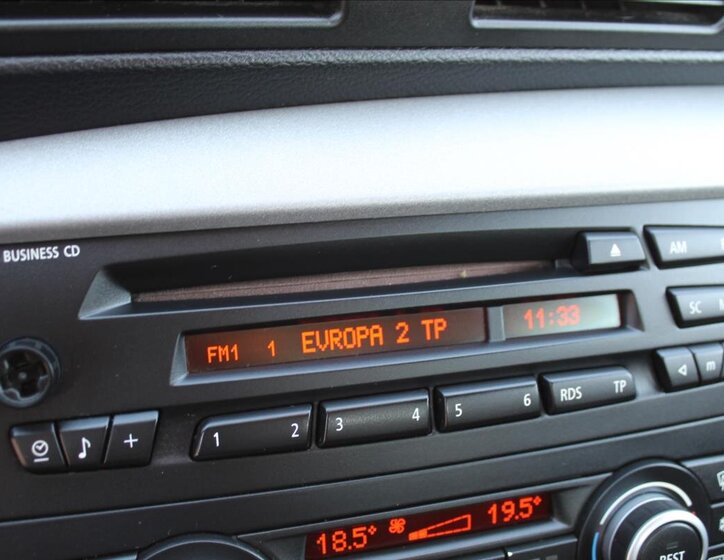 BUSINESS CD
AM
FM1 1 EVROPA 2 TP 11:33
SC
1 2 3 4 5 6 RDS TP
+
m
18.5° 19.5°
REST